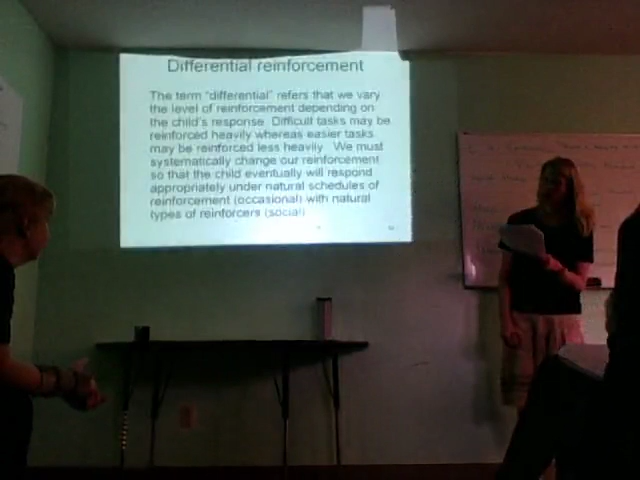 Differential reinforcement
The term "differential" refers that we vary
the level of reinforcement depending on
the child's response. Difficult tasks may be
reinforced heavily whereas easier tasks
may be reinforced less heavily. We must
systematically change our reinforcement
so that the child eventually will respond
appropriately under natural schedules of
reinforcement (occasional) with natural
types of reinforcers (social)